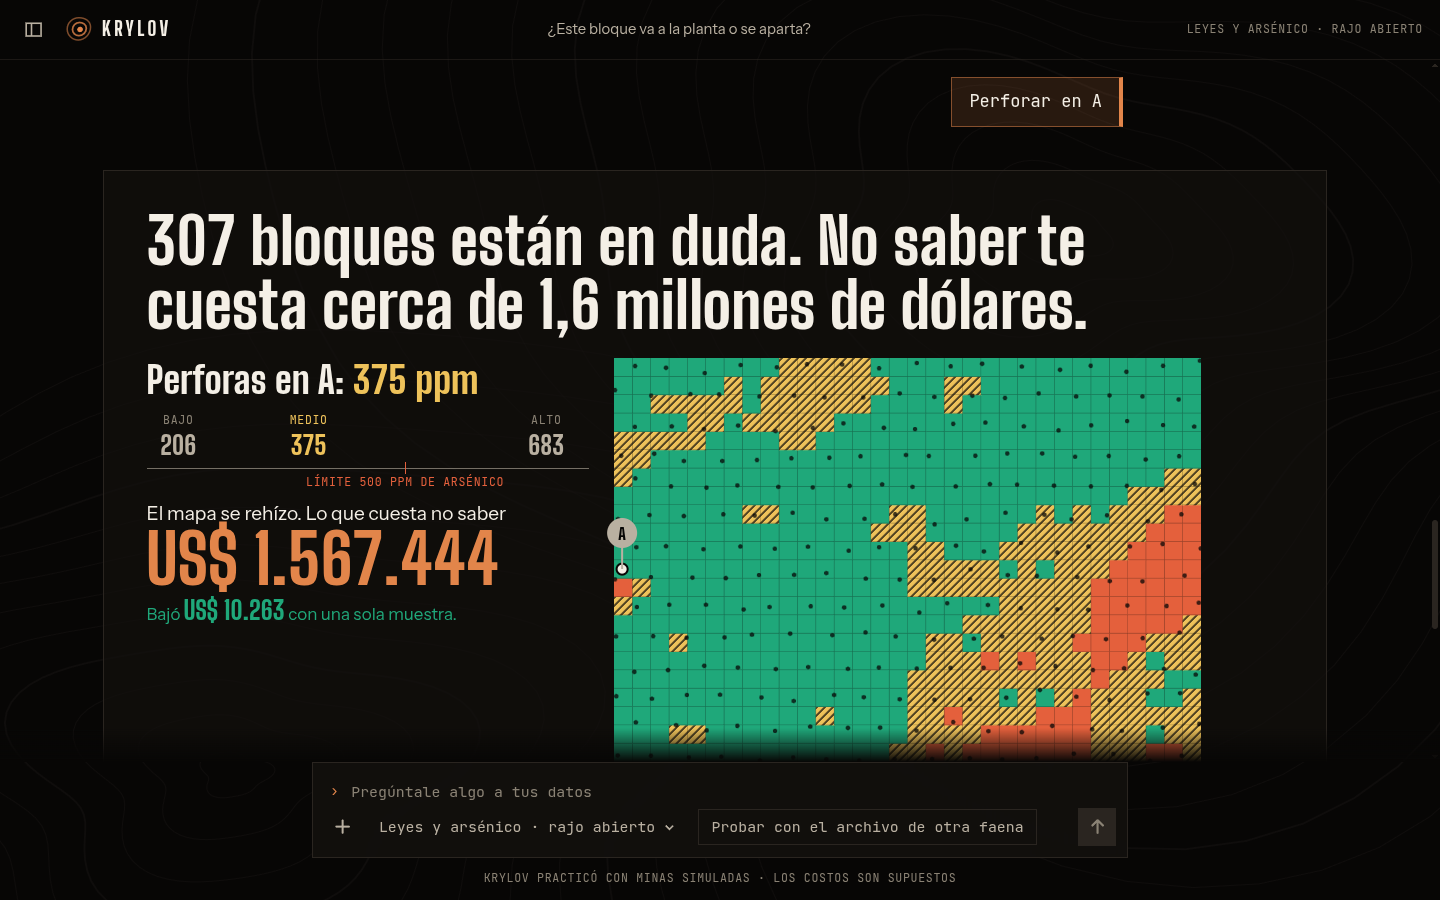 KRYLOV
¿Este bloque va a la planta o se aparta?
LEYES Y ARSÉNICO · RAJO ABIERTO
Perforar en A
307 bloques están en duda. No saber te
cuesta cerca de 1,6 millones de dólares.
Perforas en A: 375 ppm
BAJO MEDIO ALTO
206 375 683
LÍMITE 500 PPM DE ARSÉNICO
El mapa se rehízo. Lo que cuesta no saber
US$ 1.567.444
Bajó US$ 10.263 con una sola muestra.
A
› Pregúntale algo a tus datos
Leyes y arsénico · rajo abierto
Probar con el archivo de otra faena
KRYLOV PRACTICÓ CON MINAS SIMULADAS · LOS COSTOS SON SUPUESTOS